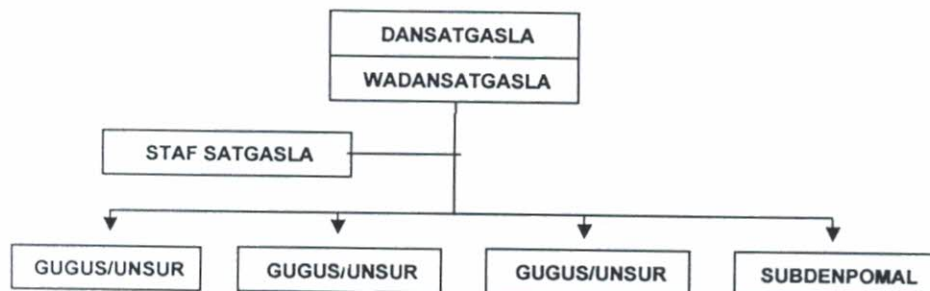 DANSATGASLA
WADANSATGASLA
STAF SATGASLA
GUGUS/UNSUR
GUGUS/UNSUR
GUGUS/UNSUR
SUBDENPOMAL